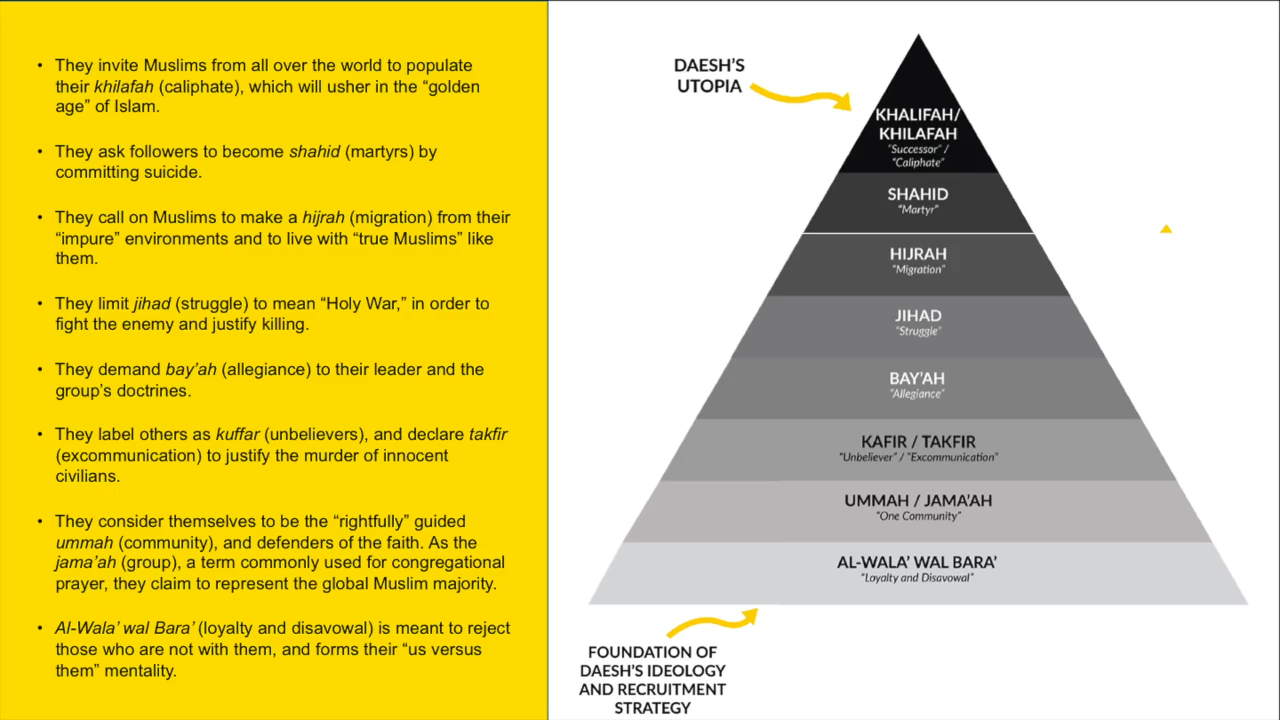 • They invite Muslims from all over the world to populate
their khilafah (caliphate), which will usher in the “golden
age” of Islam.
• They ask followers to become shahid (martyrs) by
committing suicide.
• They call on Muslims to make a hijrah (migration) from their
“impure” environments and to live with “true Muslims” like
them.
• They limit jihad (struggle) to mean “Holy War,” in order to
fight the enemy and justify killing.
• They demand bay’ah (allegiance) to their leader and the
group’s doctrines.
• They label others as kuffar (unbelievers), and declare takfir
(excommunication) to justify the murder of innocent
civilians.
• They consider themselves to be the “rightfully” guided
ummah (community), and defenders of the faith. As the
jama’ah (group), a term commonly used for congregational
prayer, they claim to represent the global Muslim majority.
• Al-Wala’ wal Bara’ (loyalty and disavowal) is meant to reject
those who are not with them, and forms their “us versus
them” mentality.
DAESH’S
UTOPIA
KHALIFAH/
KHILAFAH
“Successor” /
“Caliphate”
SHAHID
“Martyr”
HIJRAH
“Migration”
JIHAD
“Struggle”
BAY’AH
“Allegiance”
KAFIR / TAKFIR
“Unbeliever” / “Excommunication”
UMMAH / JAMA’AH
“One Community”
AL-WALA’ WAL BARA’
“Loyalty and Disavowal”
FOUNDATION OF
DAESH’S IDEOLOGY
AND RECRUITMENT
STRATEGY